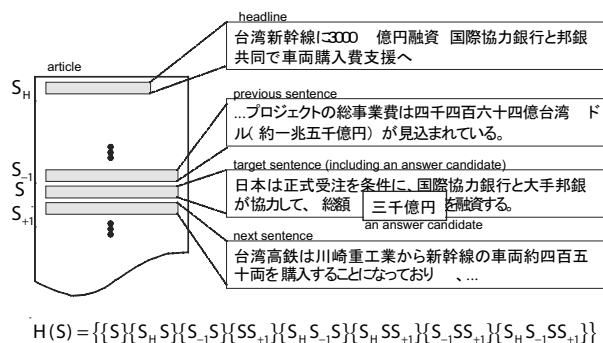 headline
台湾新幹線に3000 億円融資 国際協力銀行と邦銀
共同で車両購入費支援へ
article
S_H
previous sentence
…プロジェクトの総事業費は四千四百六十四億台湾 ド
ル(約一兆五千億円) が見込まれている。
S_{-1}
target sentence (including an answer candidate)
S
日本は正式受注を条件に、国際協力銀行と大手邦銀
が協力して、 総額 三千億円 を融資する。
an answer candidate
S_{+1}
next sentence
台湾高鉄は川崎重工業から新幹線の車両約四百五
十両を購入することになっており 、…
H(S) = {{S}{S_H S}{S_{-1}S}{SS_{+1}}{S_H S_{-1}S}{S_H SS_{+1}}{S_{-1}SS_{+1}}{S_H S_{-1}SS_{+1}}}